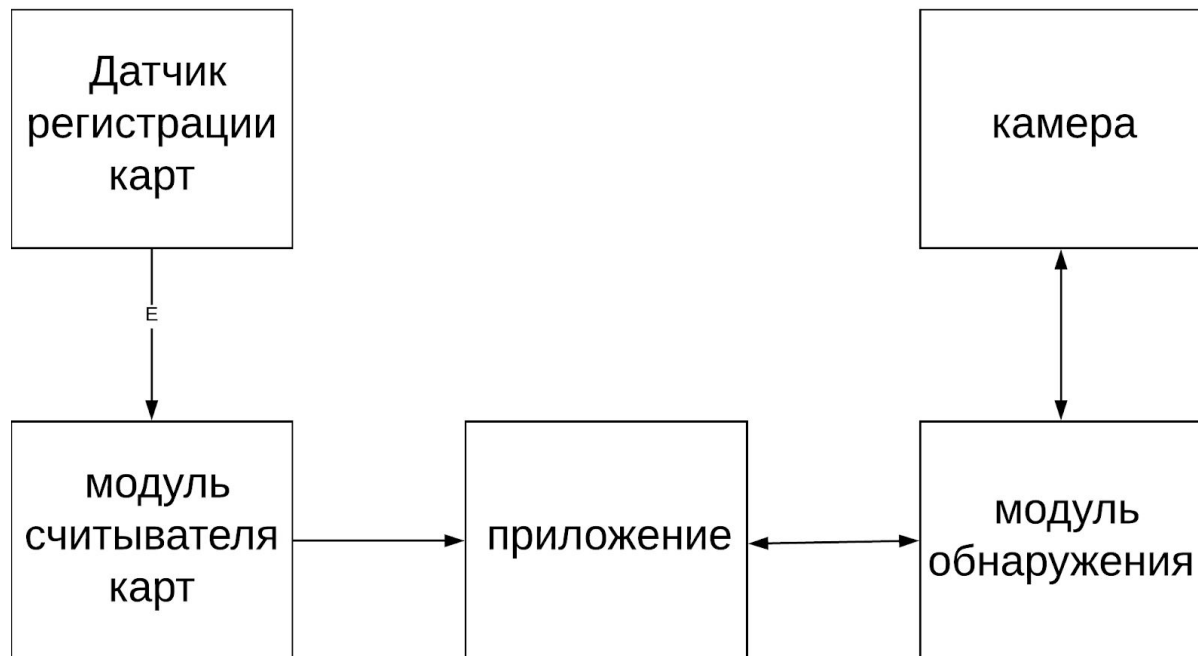 Датчик
регистрации
карт
камера
E
модуль
считывателя
карт
приложение
модуль
обнаружения